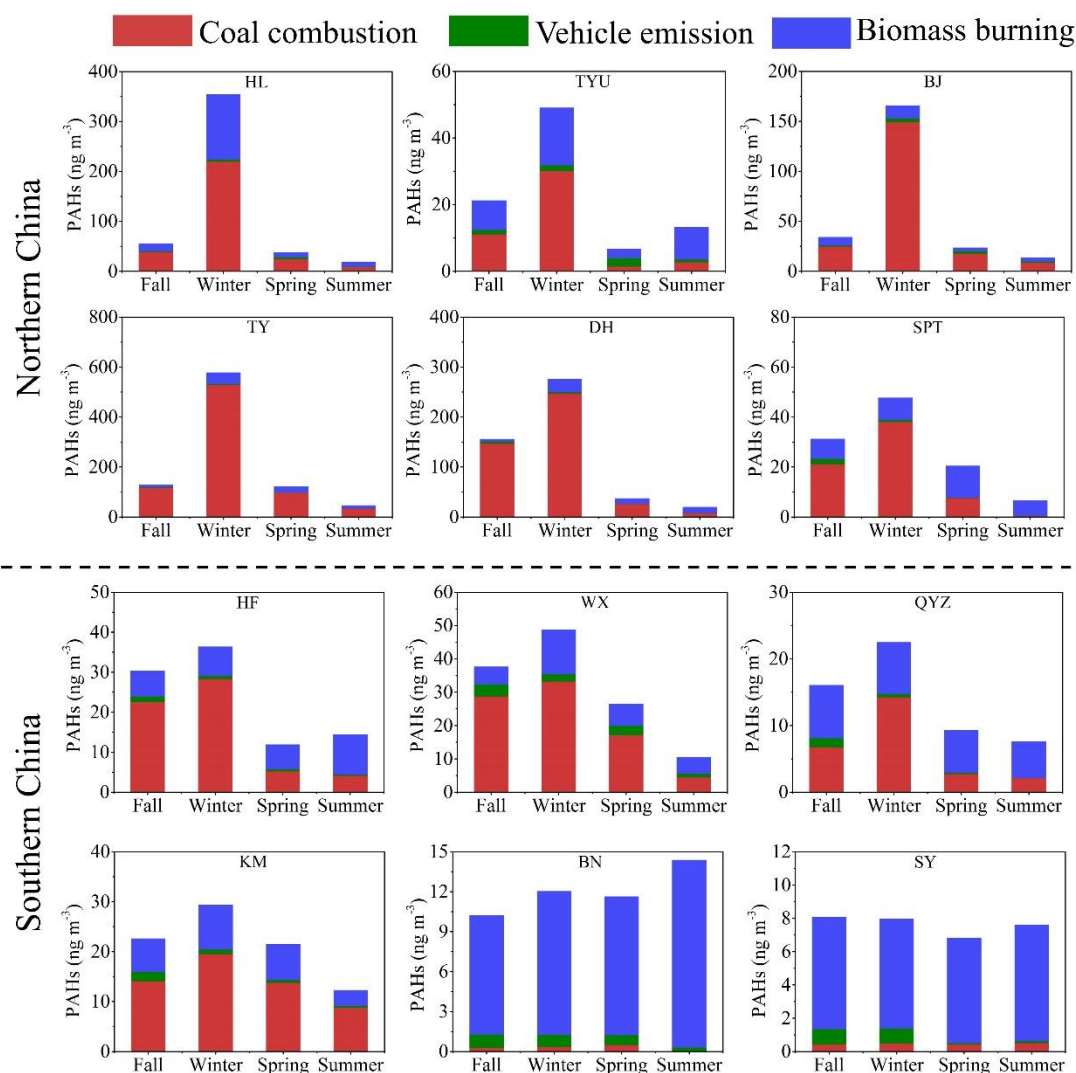 Coal combustion Vehicle emission Biomass burning
Northern China
HL
PAHs (ng m⁻³)
400
300
200
100
0
Fall Winter Spring Summer
TYU
PAHs (ng m⁻³)
60
40
20
0
Fall Winter Spring Summer
BJ
PAHs (ng m⁻³)
200
150
100
50
0
Fall Winter Spring Summer
TY
PAHs (ng m⁻³)
800
600
400
200
0
Fall Winter Spring Summer
DH
PAHs (ng m⁻³)
400
300
200
100
0
Fall Winter Spring Summer
SPT
PAHs (ng m⁻³)
80
60
40
20
0
Fall Winter Spring Summer
Southern China
HF
PAHs (ng m⁻³)
50
40
30
20
10
0
Fall Winter Spring Summer
WX
PAHs (ng m⁻³)
60
50
40
30
20
10
0
Fall Winter Spring Summer
QYZ
PAHs (ng m⁻³)
30
20
10
0
Fall Winter Spring Summer
KM
PAHs (ng m⁻³)
40
30
20
10
0
Fall Winter Spring Summer
BN
PAHs (ng m⁻³)
15
12
9
6
3
0
Fall Winter Spring Summer
SY
PAHs (ng m⁻³)
12
10
8
6
4
2
0
Fall Winter Spring Summer